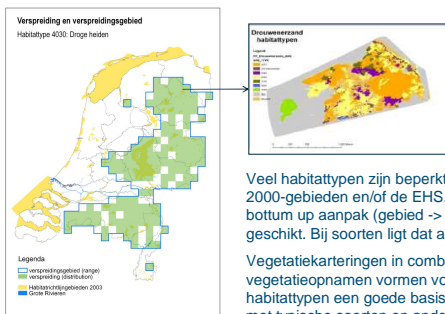 Verspreiding en verspreidingsgebied
Habitattype 4030: Droge heiden
Legenda
verspreidingsgebied (range)
verspreiding (distribution)
Habitatrichtlijngebieden 2003
Grote Rivieren
Drouwenerzand
habitattypen
Veel habitattypen zijn beperkt
2000-gebieden en/of de EHS.
bottum up aanpak (gebied ->
geschikt. Bij soorten ligt dat a
Vegetatiekarteringen in comb
vegetatieopnamen vormen vo
habitattypen een goede basis